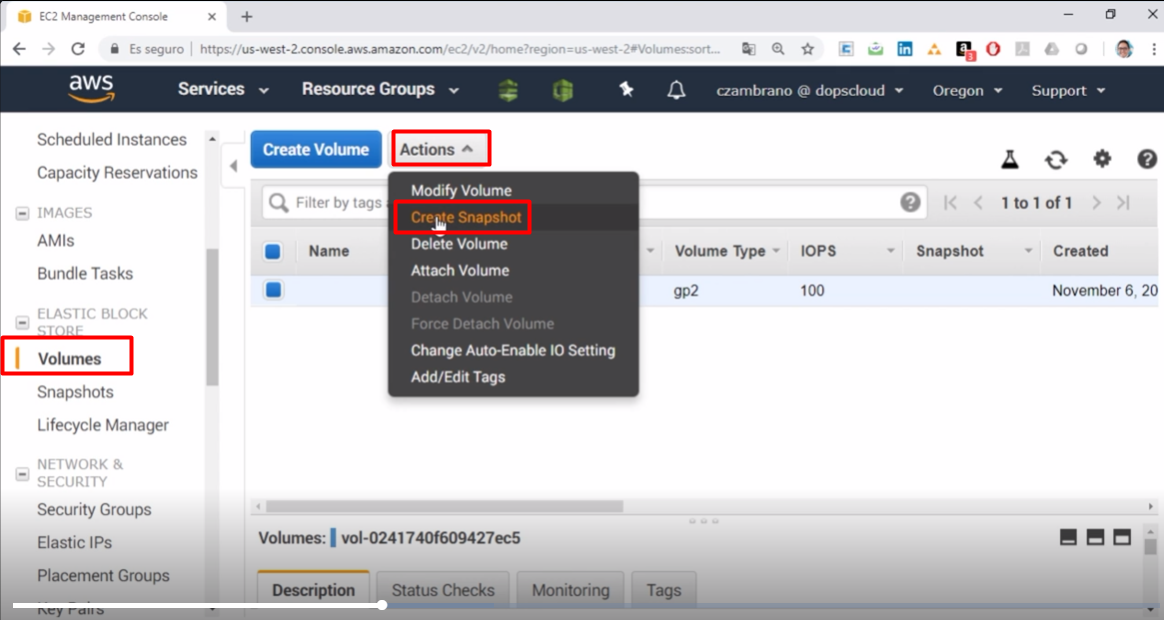 EC2 Management Console
Es seguro | https://us-west-2.console.aws.amazon.com/ec2/v2/home?region=us-west-2#Volumes:sort...
3
aws Services Resource Groups czambrano @ dopscloud Oregon Support
Scheduled Instances
Capacity Reservations
IMAGES
AMIs
Bundle Tasks
ELASTIC BLOCK
STORE
Volumes
Snapshots
Lifecycle Manager
NETWORK &
SECURITY
Security Groups
Elastic IPs
Placement Groups
Key Pairs
Create Volume Actions
Modify Volume
Create Snapshot
Delete Volume
Attach Volume
Detach Volume
Force Detach Volume
Change Auto-Enable IO Setting
Add/Edit Tags
Filter by tags 1 to 1 of 1
Name Volume Type IOPS Snapshot Created
gp2 100 November 6, 20
Volumes: vol-0241740f609427ec5
Description Status Checks Monitoring Tags